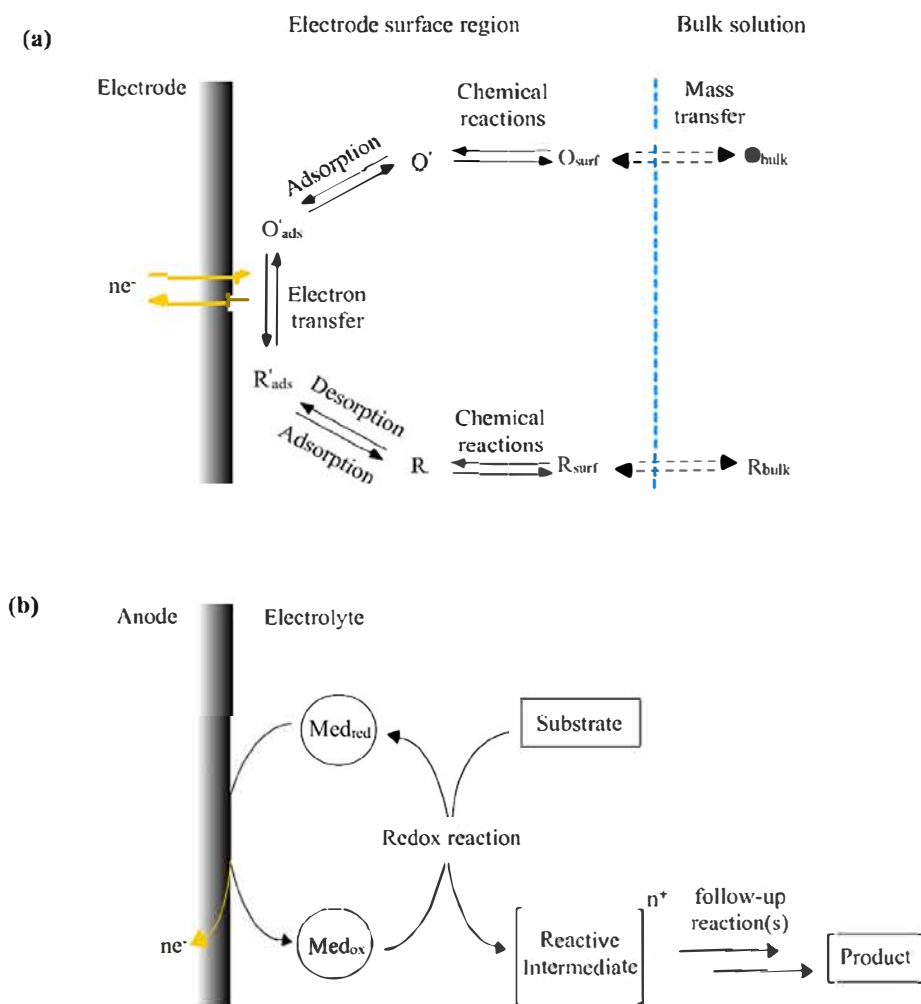 (a)
Electrode surface region
Bulk solution
Electrode
Chemical
reactions
Mass
transfer
Adsorption
O'
Osurf
●bulk
O'ads
ne-
Electron
transfer
R'ads
Desorption
Adsorption
Chemical
reactions
R
Rsurf
Rbulk
(b)
Anode
Electrolyte
Medred
Substrate
Redox reaction
ne-
Medox
Reactive
Intermediate
n+
follow-up
reaction(s)
Product